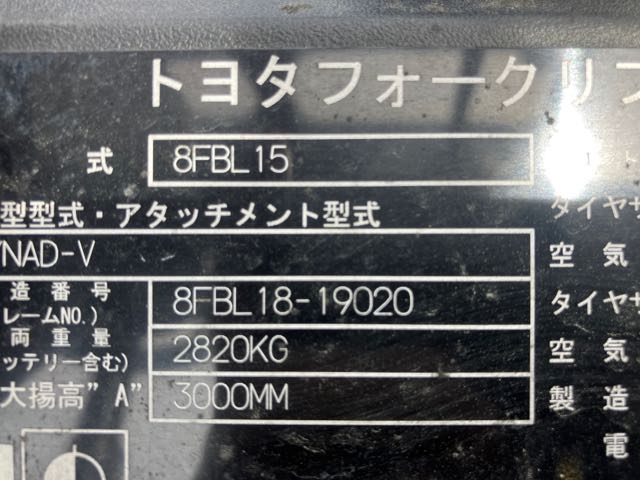 トヨタフォークリフ
式 8FBL15
型型式・アタッチメント型式 タイヤサ
NAD-V 空気
造番号 8FBL18-19020 タイヤサ
レームNO.)
両重量 2820KG 空気
ッテリー含む)
大揚高"A" 3000MM 製造
電